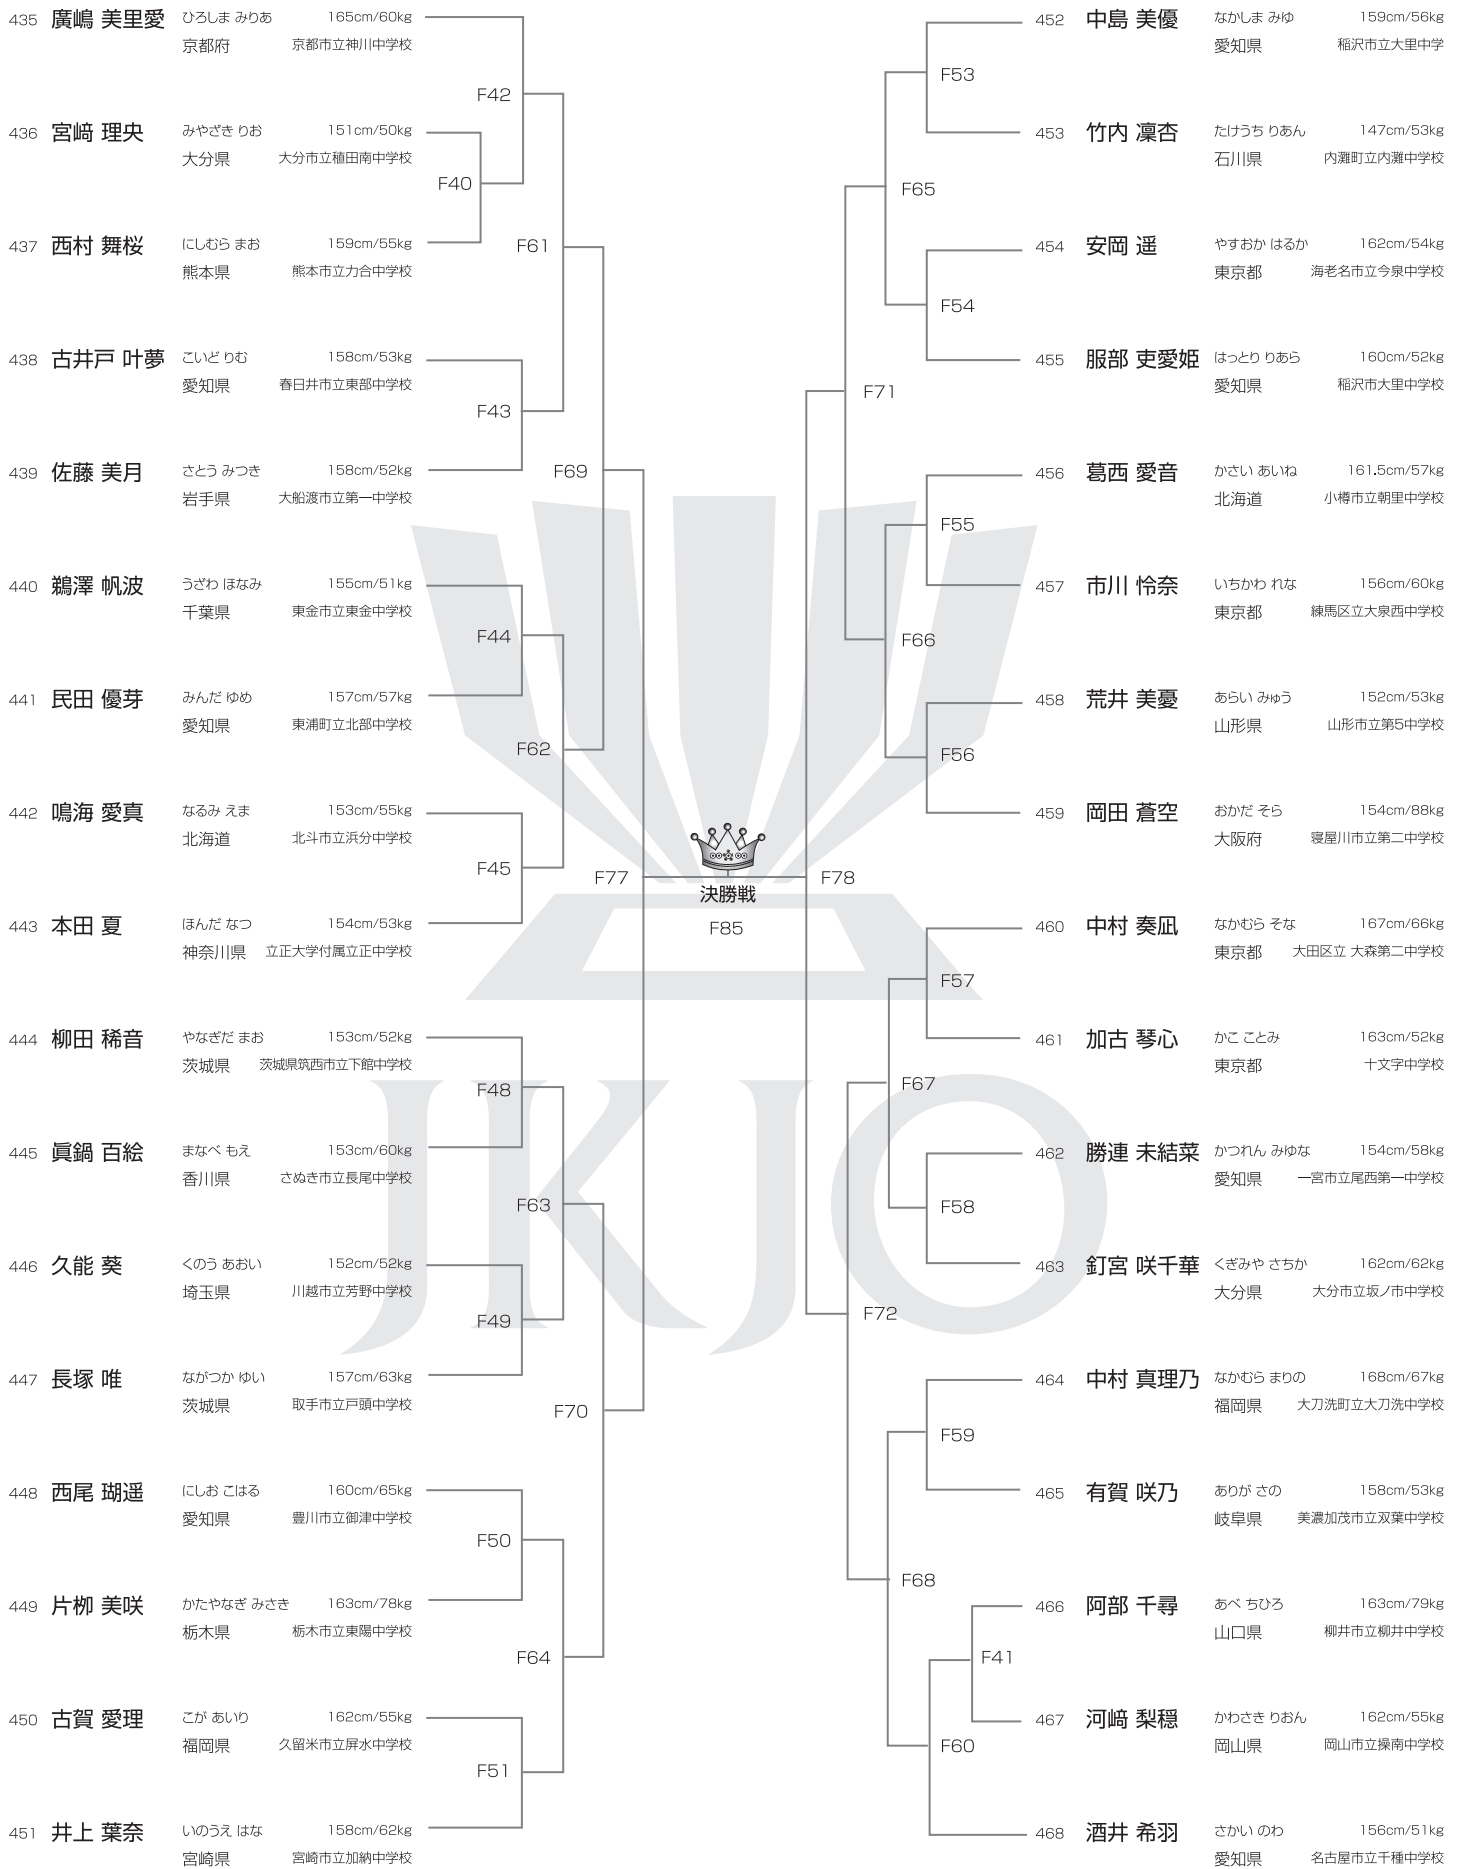 435 廣嶋 美里愛 ひろしま みりあ 165cm/60kg
京都府 京都市立神川中学校
F42
436 宮﨑 理央 みやざき りお 151cm/50kg
大分県 大分市立稙田南中学校
F40
437 西村 舞桜 にしむら まお 159cm/55kg
熊本県 熊本市立力合中学校
F61
438 古井戸 叶夢 こいど りむ 158cm/53kg
愛知県 春日井市立東部中学校
F43
439 佐藤 美月 さとう みつき 158cm/52kg
岩手県 大船渡市立第一中学校
F69
440 鵜澤 帆波 うざわ ほなみ 155cm/51kg
千葉県 東金市立東金中学校
F44
441 民田 優芽 みんだ ゆめ 157cm/57kg
愛知県 東浦町立北部中学校
F62
442 鳴海 愛真 なるみ えま 153cm/55kg
北海道 北斗市立浜分中学校
F45
443 本田 夏 ほんだ なつ 154cm/53kg
神奈川県 立正大学付属立正中学校
F77
444 柳田 稀音 やなぎだ まお 153cm/52kg
茨城県 茨城県筑西市立下館中学校
F48
445 眞鍋 百絵 まなべ もえ 153cm/60kg
香川県 さぬき市立長尾中学校
F63
446 久能 葵 くのう あおい 152cm/52kg
埼玉県 川越市立芳野中学校
F49
447 長塚 唯 ながつか ゆい 157cm/63kg
茨城県 取手市立戸頭中学校
F70
448 西尾 瑚遥 にしお こはる 160cm/65kg
愛知県 豊川市立御津中学校
F50
449 片栁 美咲 かたやなぎ みさき 163cm/78kg
栃木県 栃木市立東陽中学校
F64
450 古賀 愛理 こが あいり 162cm/55kg
福岡県 久留米市立屏水中学校
F51
451 井上 葉奈 いのうえ はな 158cm/62kg
宮崎県 宮崎市立加納中学校
決勝戦
F85
JKJO
452 中島 美優 なかしま みゆ 159cm/56kg
愛知県 稲沢市立大里中学
F53
453 竹内 凜杏 たけうち りあん 147cm/53kg
石川県 内灘町立内灘中学校
F65
454 安岡 遥 やすおか はるか 162cm/54kg
東京都 海老名市立今泉中学校
F54
455 服部 吏愛姫 はっとり りあら 160cm/52kg
愛知県 稲沢市大里中学校
F71
456 葛西 愛音 かさい あいね 161.5cm/57kg
北海道 小樽市立朝里中学校
F55
457 市川 怜奈 いちかわ れな 156cm/60kg
東京都 練馬区立大泉西中学校
F66
458 荒井 美憂 あらい みゅう 152cm/53kg
山形県 山形市立第5中学校
F56
459 岡田 蒼空 おかだ そら 154cm/88kg
大阪府 寝屋川市立第二中学校
F78
460 中村 奏凪 なかむら そな 167cm/66kg
東京都 大田区立 大森第二中学校
F57
461 加古 琴心 かこ ことみ 163cm/52kg
東京都 十文字中学校
F67
462 勝連 未結菜 かつれん みゆな 154cm/58kg
愛知県 一宮市立尾西第一中学校
F58
463 釘宮 咲千華 くぎみや さちか 162cm/62kg
大分県 大分市立坂ノ市中学校
F72
464 中村 真理乃 なかむら まりの 168cm/67kg
福岡県 大刀洗町立大刀洗中学校
F59
465 有賀 咲乃 ありが さの 158cm/53kg
岐阜県 美濃加茂市立双葉中学校
F68
466 阿部 千尋 あべ ちひろ 163cm/79kg
山口県 柳井市立柳井中学校
F41
467 河﨑 梨穏 かわさき りおん 162cm/55kg
岡山県 岡山市立操南中学校
F60
468 酒井 希羽 さかい のわ 156cm/51kg
愛知県 名古屋市立千種中学校